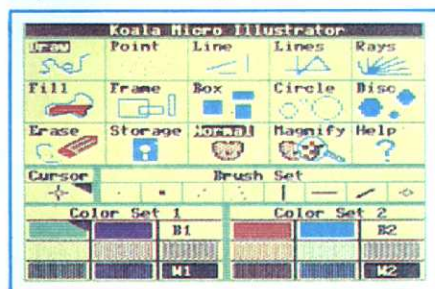 Koala Micro Illustrator
Draw Point Line Lines Rays
Fill Frame Box Circle Disc
Erase Storage Normal Magnify Help
?
Cursor Brush Set
Color Set 1 Color Set 2
B1 B2
W1 W2